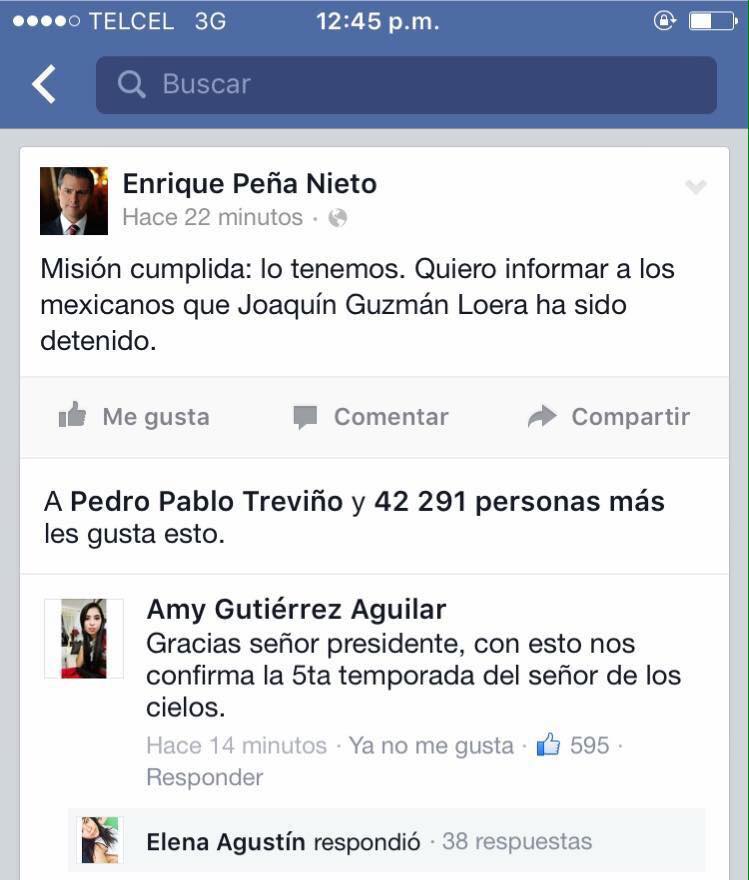 TELCEL 3G 12:45 p.m.
Buscar
Enrique Peña Nieto
Hace 22 minutos ·
Misión cumplida: lo tenemos. Quiero informar a los
mexicanos que Joaquín Guzmán Loera ha sido
detenido.
Me gusta Comentar Compartir
A Pedro Pablo Treviño y 42 291 personas más
les gusta esto.
Amy Gutiérrez Aguilar
Gracias señor presidente, con esto nos
confirma la 5ta temporada del señor de los
cielos.
Hace 14 minutos · Ya no me gusta · 595 ·
Responder
Elena Agustín respondió · 38 respuestas